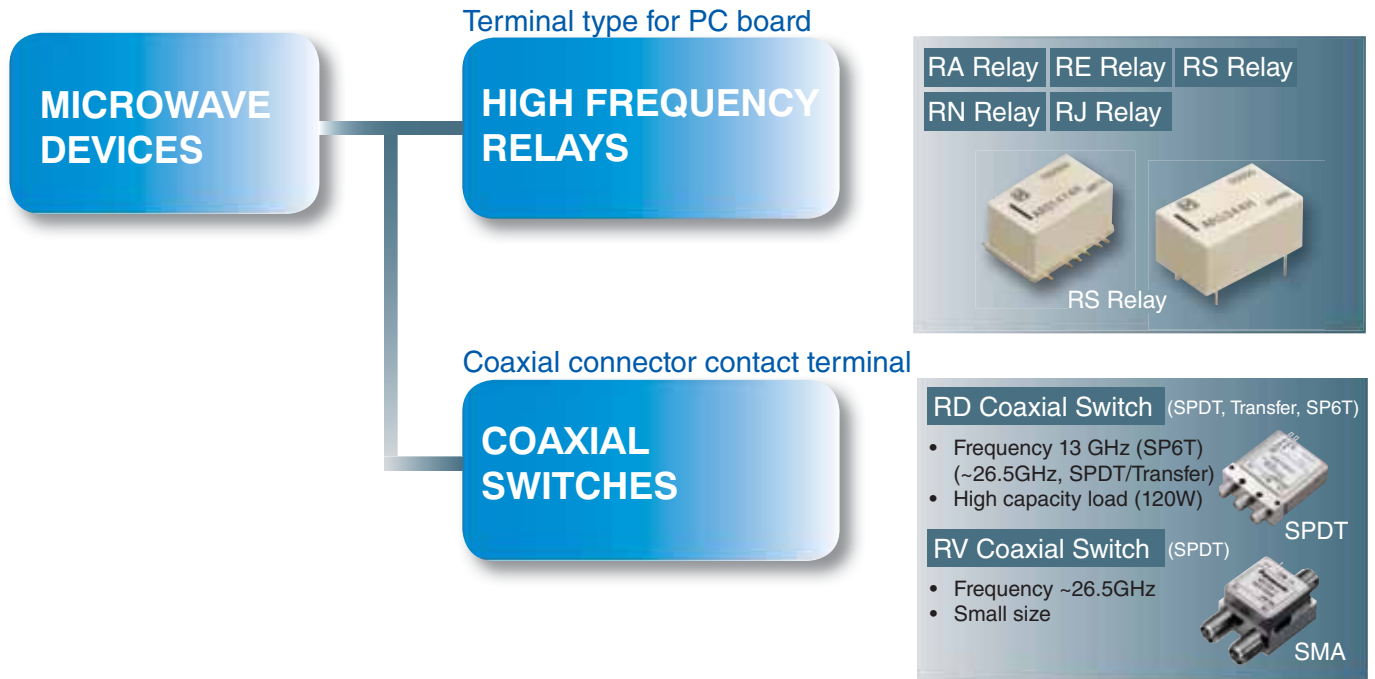 Terminal type for PC board
MICROWAVE
DEVICES
HIGH FREQUENCY
RELAYS
RA Relay RE Relay RS Relay
RN Relay RJ Relay
RS Relay
Coaxial connector contact terminal
COAXIAL
SWITCHES
RD Coaxial Switch (SPDT, Transfer, SP6T)
• Frequency 13 GHz (SP6T)
(~26.5GHz, SPDT/Transfer)
• High capacity load (120W)
SPDT
RV Coaxial Switch (SPDT)
• Frequency ~26.5GHz
• Small size
SMA